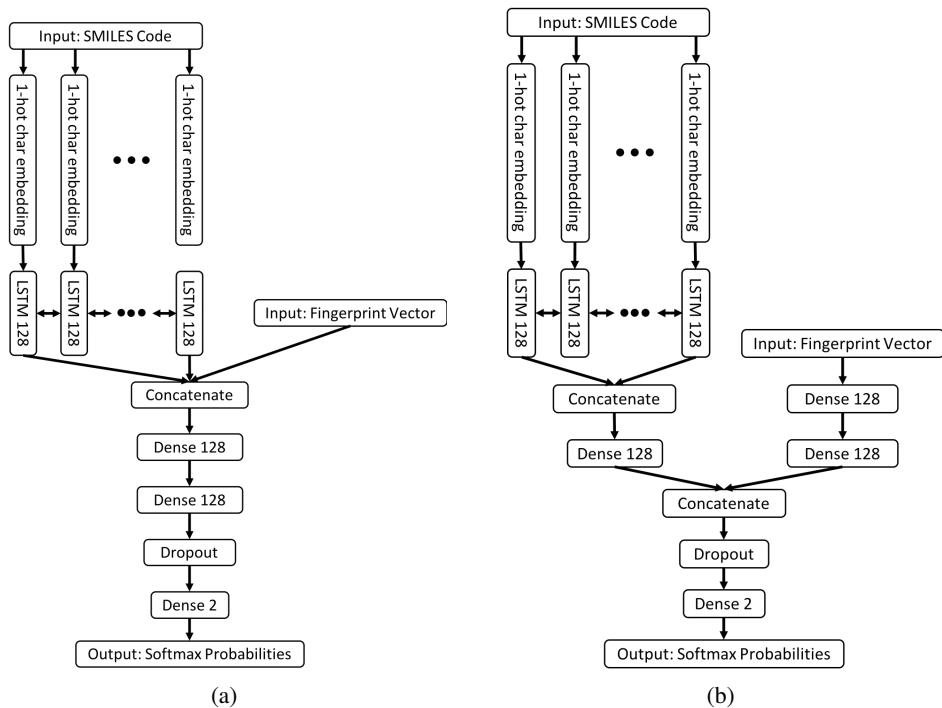 Input: SMILES Code
1-hot char embedding
1-hot char embedding
1-hot char embedding
LSTM 128
LSTM 128
LSTM 128
Input: Fingerprint Vector
Concatenate
Dense 128
Dense 128
Dropout
Dense 2
Output: Softmax Probabilities
(a)
Input: SMILES Code
1-hot char embedding
1-hot char embedding
1-hot char embedding
LSTM 128
LSTM 128
LSTM 128
Input: Fingerprint Vector
Concatenate
Dense 128
Dense 128
Dense 128
Concatenate
Dropout
Dense 2
Output: Softmax Probabilities
(b)